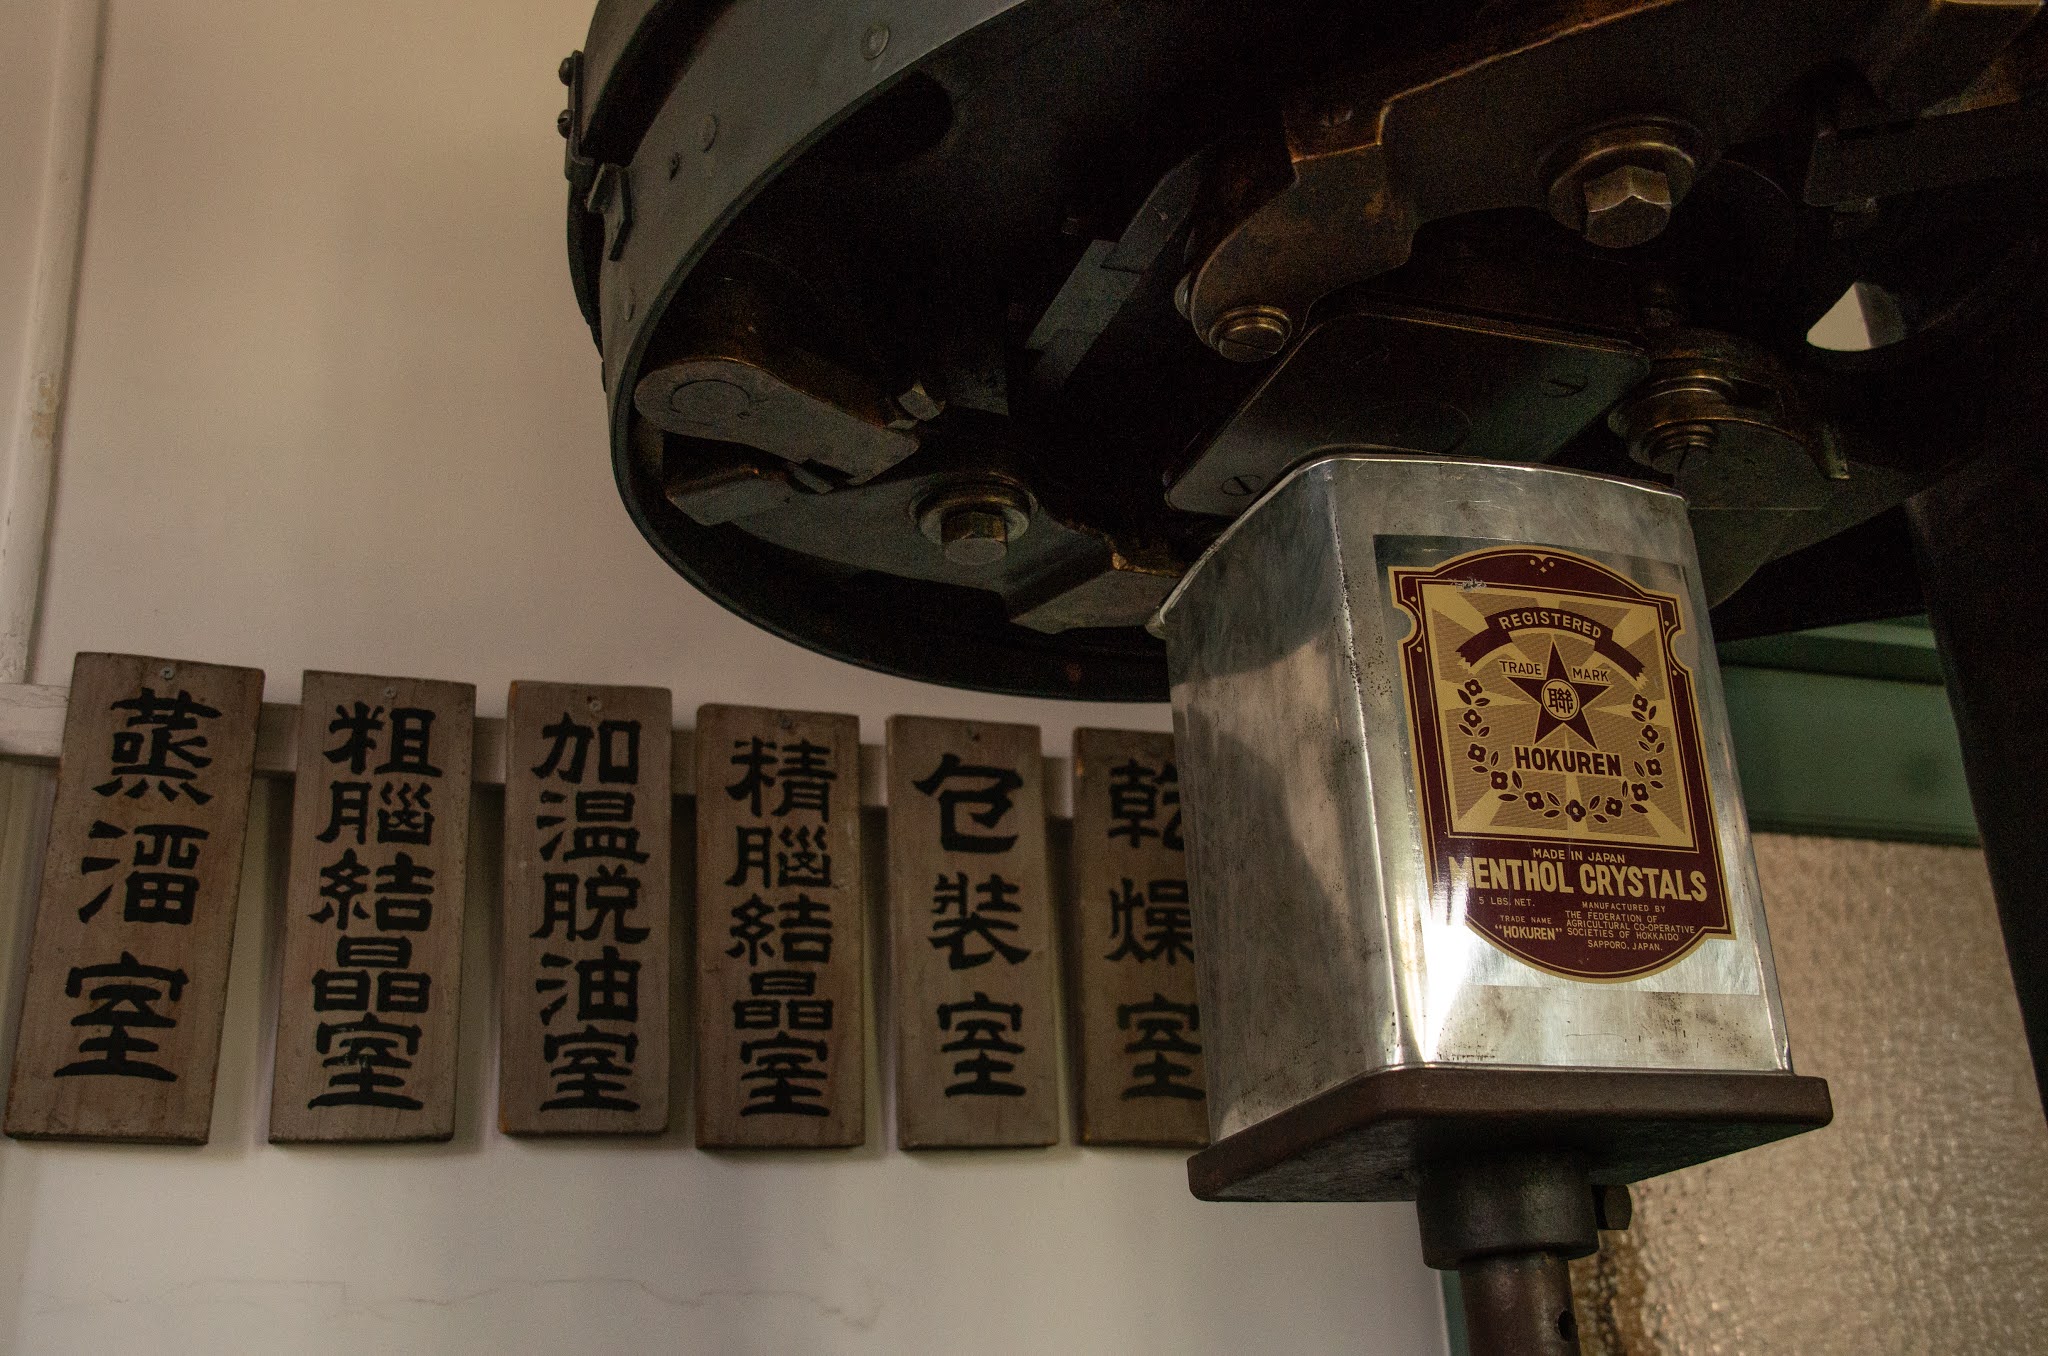 蒸溜室
粗腦結晶室
加温脱油室
精腦結晶室
包装室
乾燥室
REGISTERED
TRADE MARK
聯
HOKUREN
MADE IN JAPAN
MENTHOL CRYSTALS
5 LBS. NET.
TRADE NAME
"HOKUREN"
MANUFACTURED BY
THE FEDERATION OF
AGRICULTURAL CO-OPERATIVE
SOCIETIES OF HOKKAIDO
SAPPORO, JAPAN.